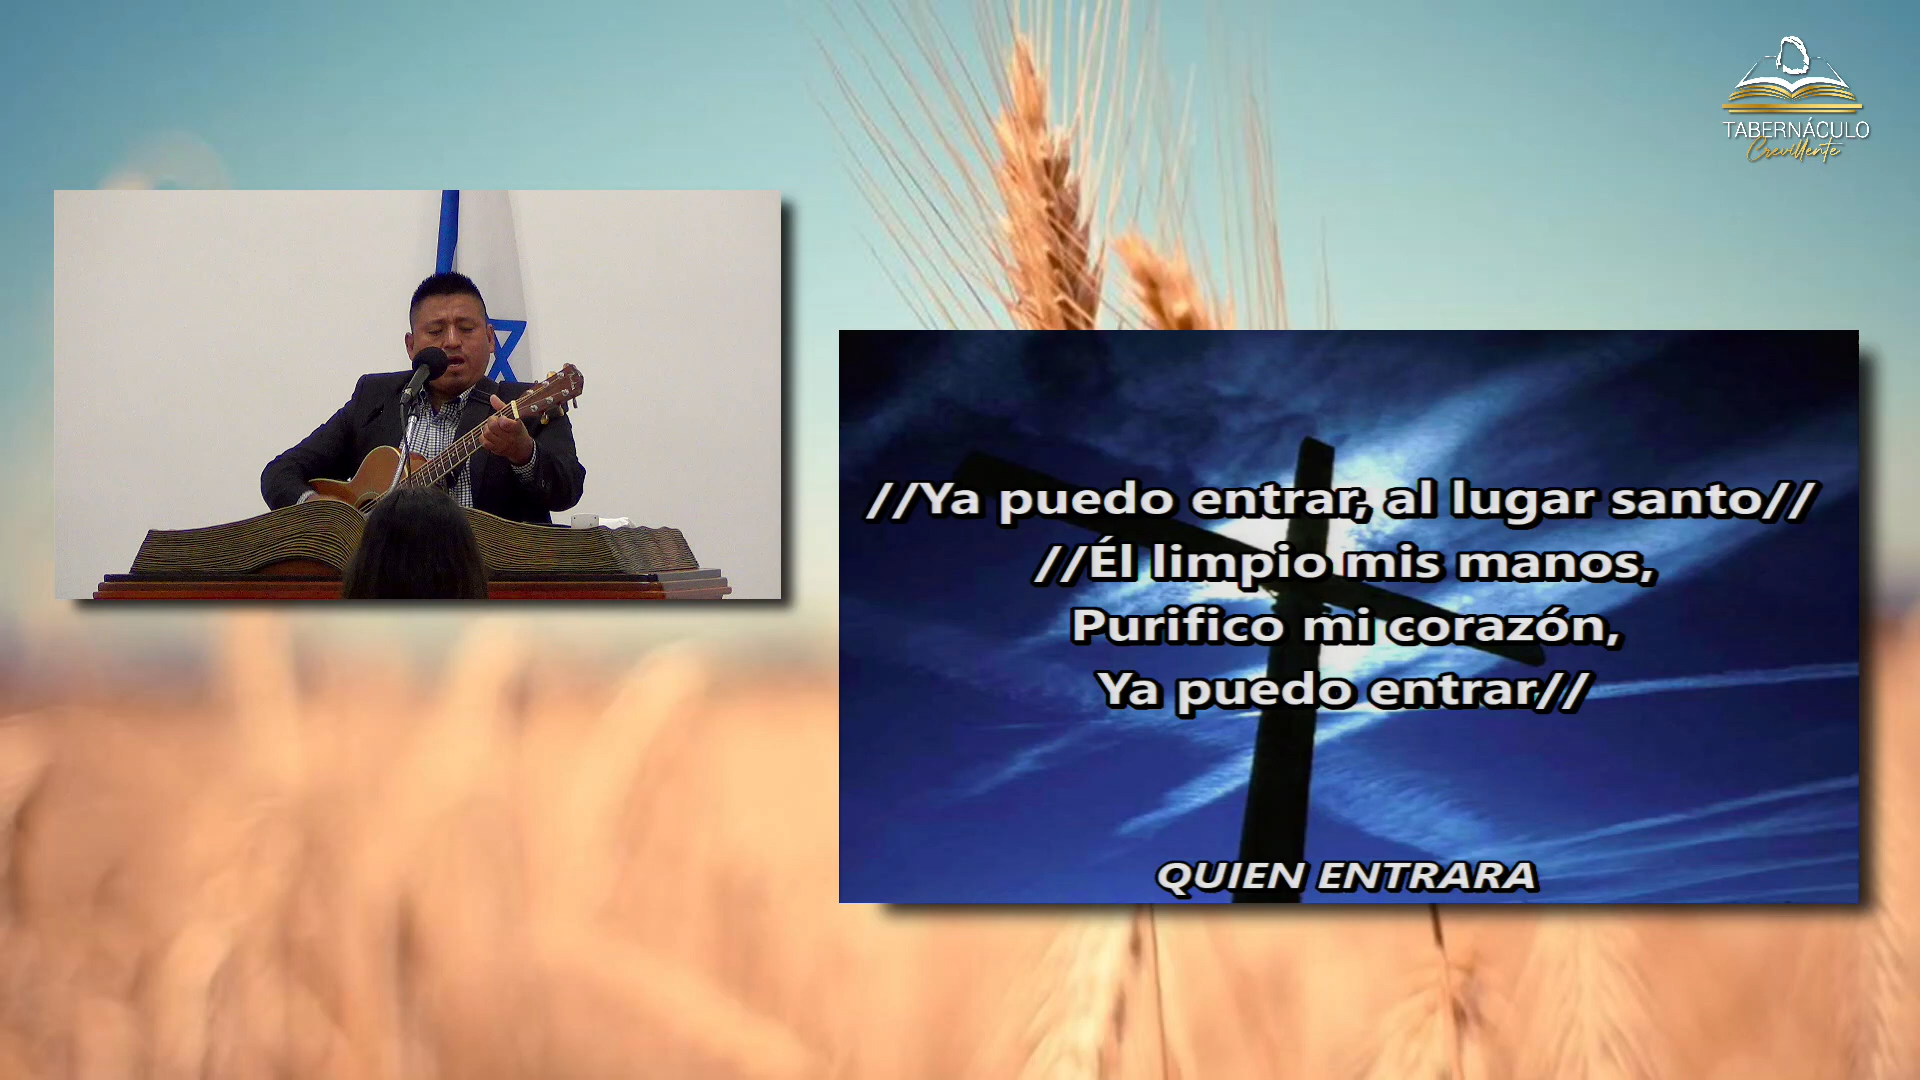 TABERNÁCULO
Crevillente
//Ya puedo entrar, al lugar santo//
//Él limpio mis manos,
Purifico mi corazón,
Ya puedo entrar//
QUIEN ENTRARA